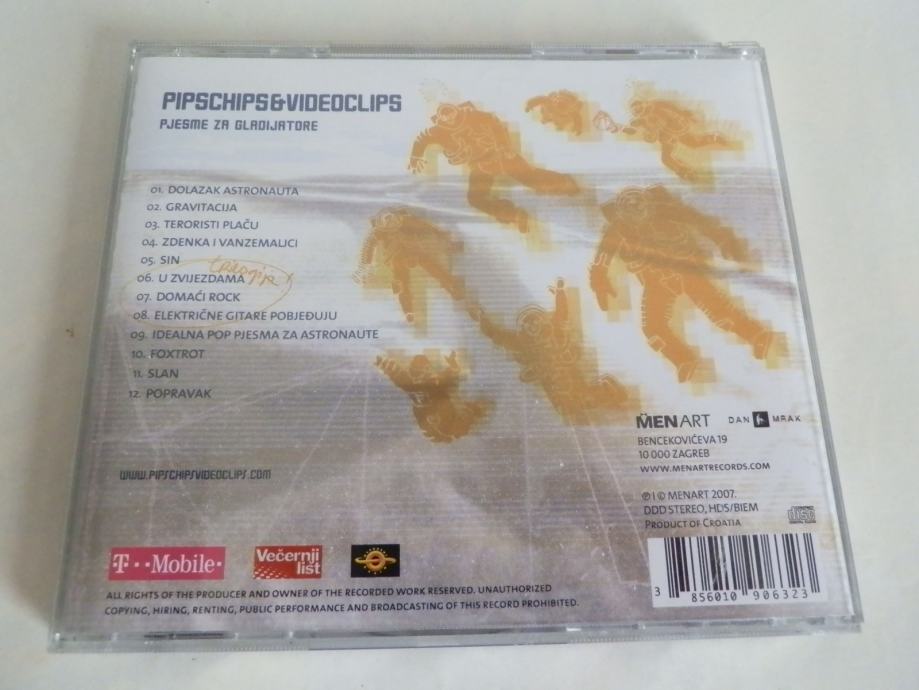 PIPSCHIPS&VIDEOCLIPS
PJESME ZA GLADIJATORE
01. DOLAZAK ASTRONAUTA
02. GRAVITACIJA
03. TERORISTI PLAČU
04. ZDENKA I VANZEMALJCI
05. SIN
trilogija!
06. U ZVIJEZDAMA
07. DOMAĆI ROCK
08. ELEKTRIČNE GITARE POBJEĐUJU
09. IDEALNA POP PJESMA ZA ASTRONAUTE
10. FOXTROT
11. SLAN
12. POPRAVAK
MENART DAN MRAK
BENCEKOVIĆEVA 19
10 000 ZAGREB
WWW.MENARTRECORDS.COM
WWW.PIPSCHIPSVIDEOCLIPS.COM
℗ I © MENART 2007.
DDD STEREO, HDS/BIEM
PRODUCT OF CROATIA
disc
T··Mobile·
Večernji
list
ALL RIGHTS OF THE PRODUCER AND OWNER OF THE RECORDED WORK RESERVED. UNAUTHORIZED
COPYING, HIRING, RENTING, PUBLIC PERFORMANCE AND BROADCASTING OF THIS RECORD PROHIBITED.
3 856010 906323